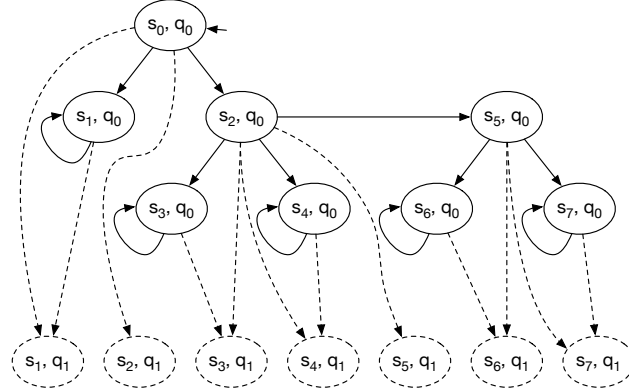 s₀, q₀
s₁, q₀ s₂, q₀ s₅, q₀
s₃, q₀ s₄, q₀ s₆, q₀ s₇, q₀
s₁, q₁ s₂, q₁ s₃, q₁ s₄, q₁ s₅, q₁ s₆, q₁ s₇, q₁